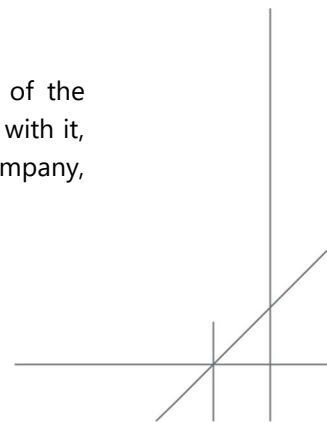 of the
with it,
mpany,